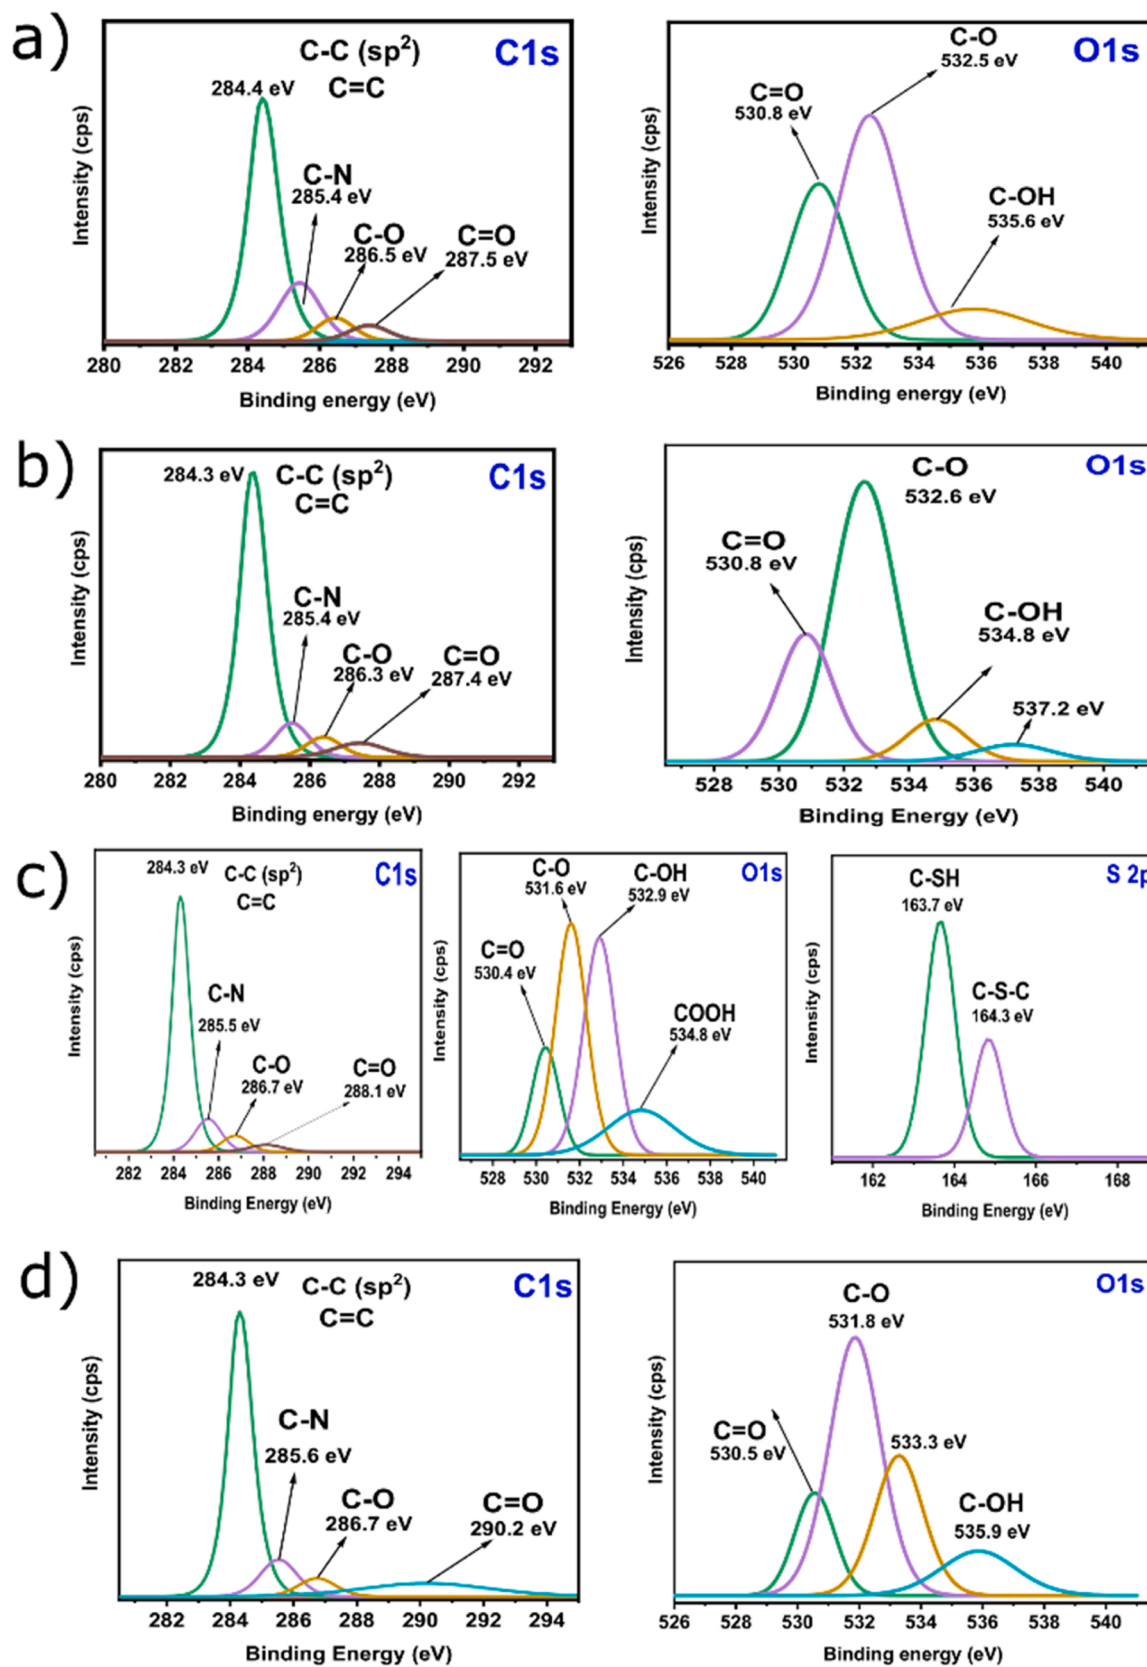 a)
C-C (sp²)
C1s
284.4 eV
C=C
C-N
285.4 eV
C-O
286.5 eV
C=O
287.5 eV
Intensity (cps)
280 282 284 286 288 290 292
Binding energy (eV)
C-O
532.5 eV
O1s
C=O
530.8 eV
C-OH
535.6 eV
Intensity (cps)
526 528 530 532 534 536 538 540
Binding energy (eV)
b)
284.3 eV
C-C (sp²)
C=C
C1s
C-N
285.4 eV
C-O
286.3 eV
C=O
287.4 eV
Intensity (cps)
280 282 284 286 288 290 292
Binding energy (eV)
C-O
532.6 eV
O1s
C=O
530.8 eV
C-OH
534.8 eV
537.2 eV
Intensity (cps)
528 530 532 534 536 538 540
Binding Energy (eV)
c)
284.3 eV
C-C (sp²)
C=C
C1s
C-N
285.5 eV
C-O
286.7 eV
C=O
288.1 eV
Intensity (cps)
282 284 286 288 290 292 294
Binding Energy (eV)
C-O
531.6 eV
C-OH
532.9 eV
O1s
C=O
530.4 eV
COOH
534.8 eV
Intensity (cps)
528 530 532 534 536 538 540
Binding Energy (eV)
C-SH
163.7 eV
S 2p
C-S-C
164.3 eV
Intensity (cps)
162 164 166 168
Binding Energy (eV)
d)
284.3 eV
C-C (sp²)
C=C
C1s
C-N
285.6 eV
C-O
286.7 eV
C=O
290.2 eV
Intensity (cps)
282 284 286 288 290 292 294
Binding Energy (eV)
C-O
531.8 eV
O1s
C=O
530.5 eV
533.3 eV
C-OH
535.9 eV
Intensity (cps)
526 528 530 532 534 536 538 540
Binding energy (eV)